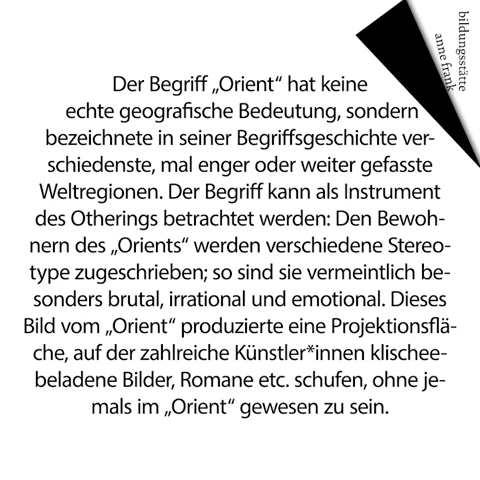 bildungsstätte
anne frank
Der Begriff „Orient“ hat keine
echte geografische Bedeutung, sondern
bezeichnete in seiner Begriffsgeschichte ver-
schiedenste, mal enger oder weiter gefasste
Weltregionen. Der Begriff kann als Instrument
des Otherings betrachtet werden: Den Bewoh-
nern des „Orients“ werden verschiedene Stereo-
type zugeschrieben; so sind sie vermeintlich be-
sonders brutal, irrational und emotional. Dieses
Bild vom „Orient“ produzierte eine Projektionsflä-
che, auf der zahlreiche Künstler*innen klischee-
beladene Bilder, Romane etc. schufen, ohne je-
mals im „Orient“ gewesen zu sein.